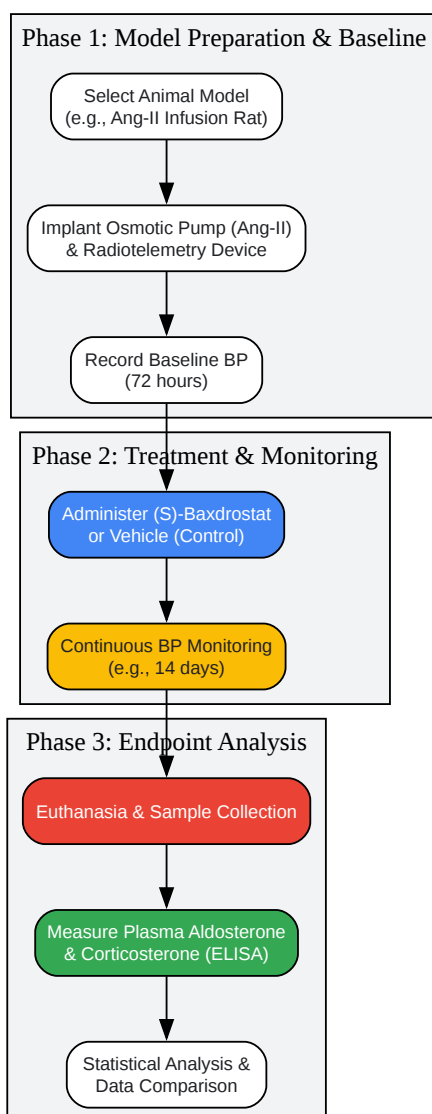 Phase 1: Model Preparation & Baseline
Select Animal Model
(e.g., Ang-II Infusion Rat)
Implant Osmotic Pump (Ang-II)
& Radiotelemetry Device
Record Baseline BP
(72 hours)
Phase 2: Treatment & Monitoring
Administer (S)-Baxdrostat
or Vehicle (Control)
Continuous BP Monitoring
(e.g., 14 days)
Phase 3: Endpoint Analysis
Euthanasia & Sample Collection
Measure Plasma Aldosterone
& Corticosterone (ELISA)
Statistical Analysis &
Data Comparison